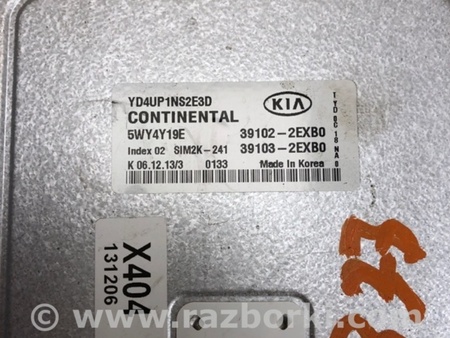 YD4UP1NS2E3D
CONTINENTAL
KIA
5WY4Y19E 39102-2EXB0
Index 02 SIM2K-241 39103-2EXB0
K 06.12.13/3 0133 Made in Korea
X404
131206
© www.razborka.com